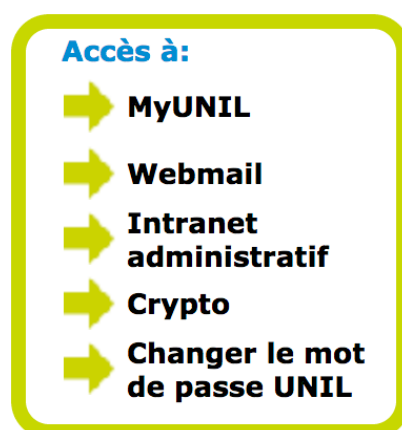 Accès à:
MyUNIL
Webmail
Intranet
administratif
Crypto
Changer le mot
de passe UNIL